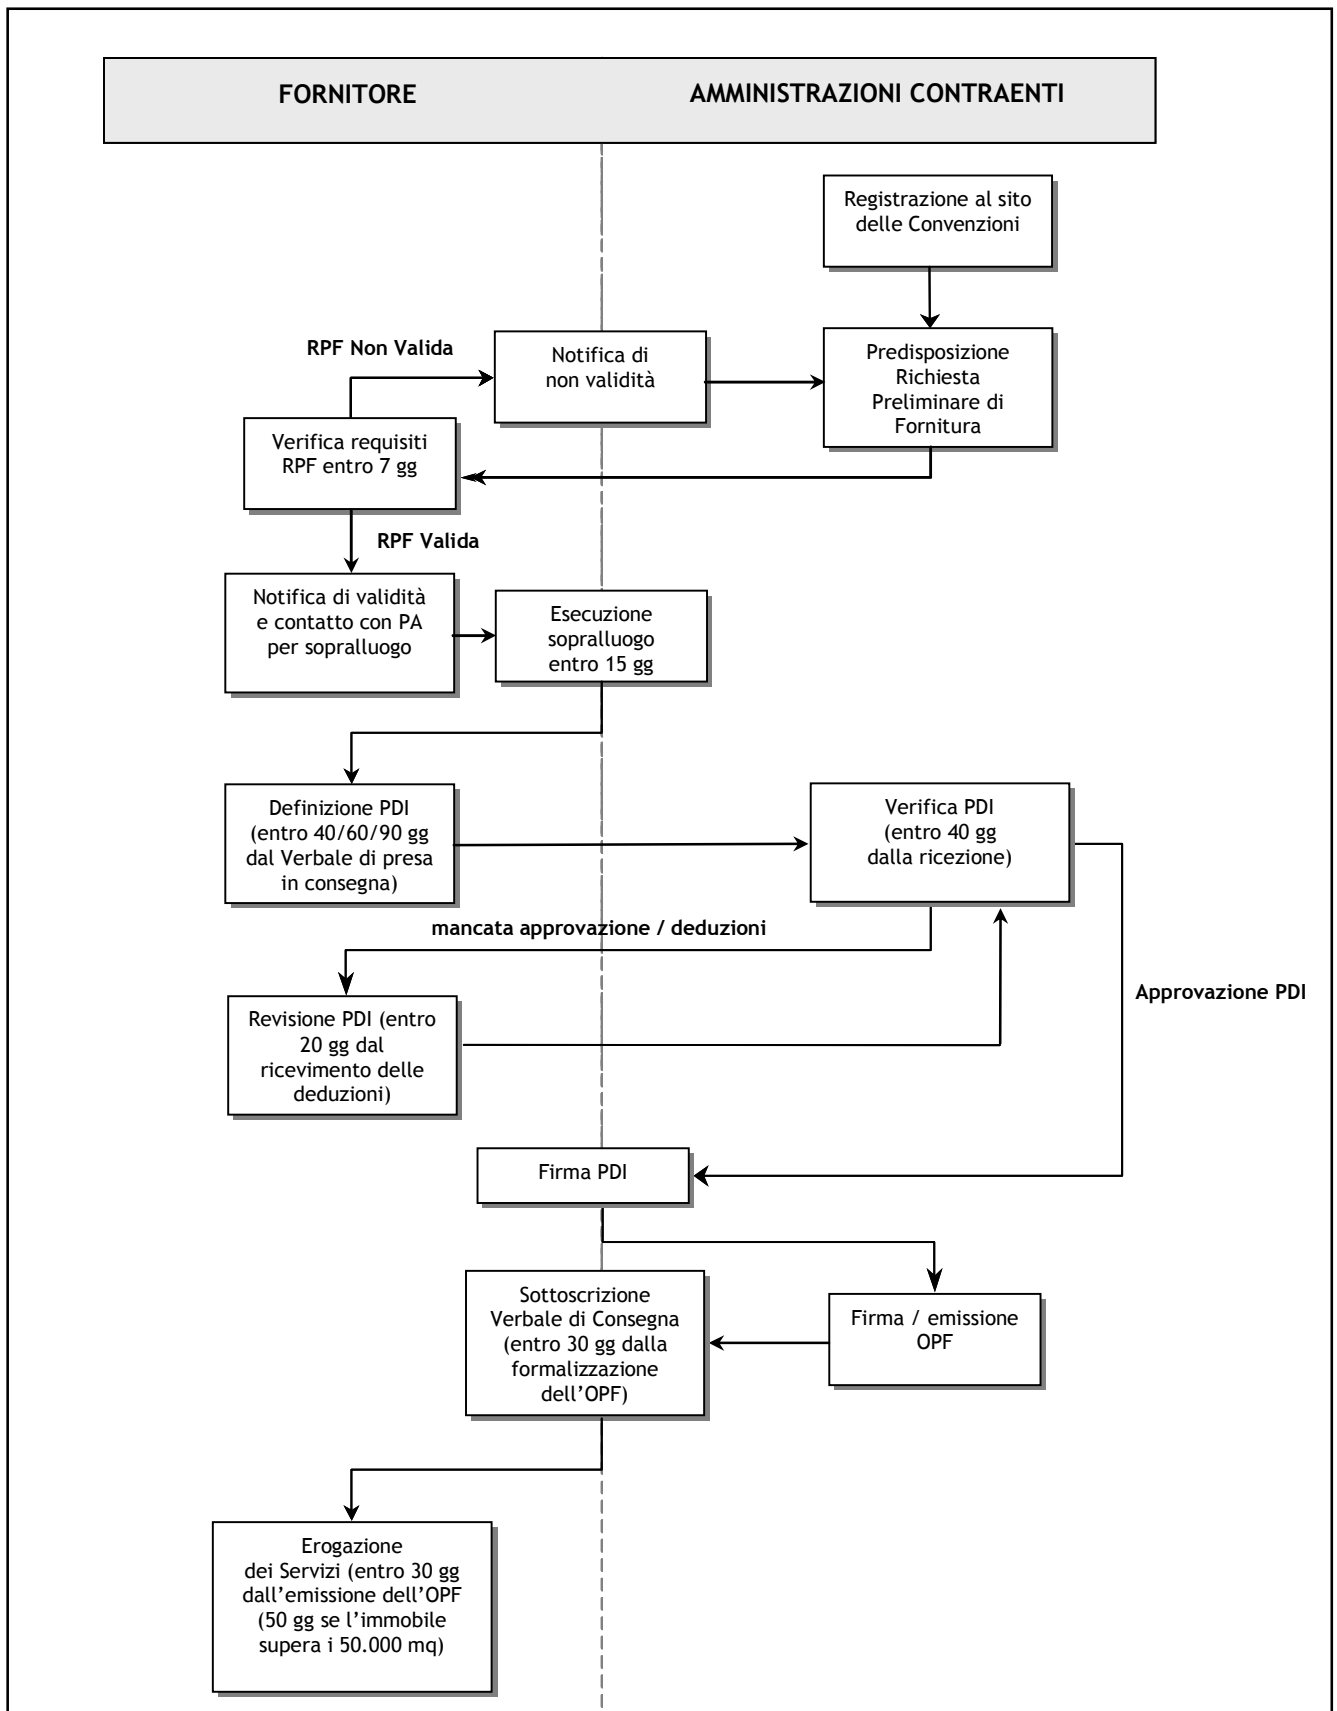 FORNITORE
AMMINISTRAZIONI CONTRAENTI
Registrazione al sito
delle Convenzioni
RPF Non Valida
Notifica di
non validità
Predisposizione
Richiesta
Preliminare di
Fornitura
Verifica requisiti
RPF entro 7 gg
RPF Valida
Notifica di validità
e contatto con PA
per sopralluogo
Esecuzione
sopralluogo
entro 15 gg
Definizione PDI
(entro 40/60/90 gg
dal Verbale di presa
in consegna)
Verifica PDI
(entro 40 gg
dalla ricezione)
mancata approvazione / deduzioni
Approvazione PDI
Revisione PDI (entro
20 gg dal
ricevimento delle
deduzioni)
Firma PDI
Sottoscrizione
Verbale di Consegna
(entro 30 gg dalla
formalizzazione
dell'OPF)
Firma / emissione
OPF
Erogazione
dei Servizi (entro 30 gg
dall'emissione dell'OPF
(50 gg se l'immobile
supera i 50.000 mq)